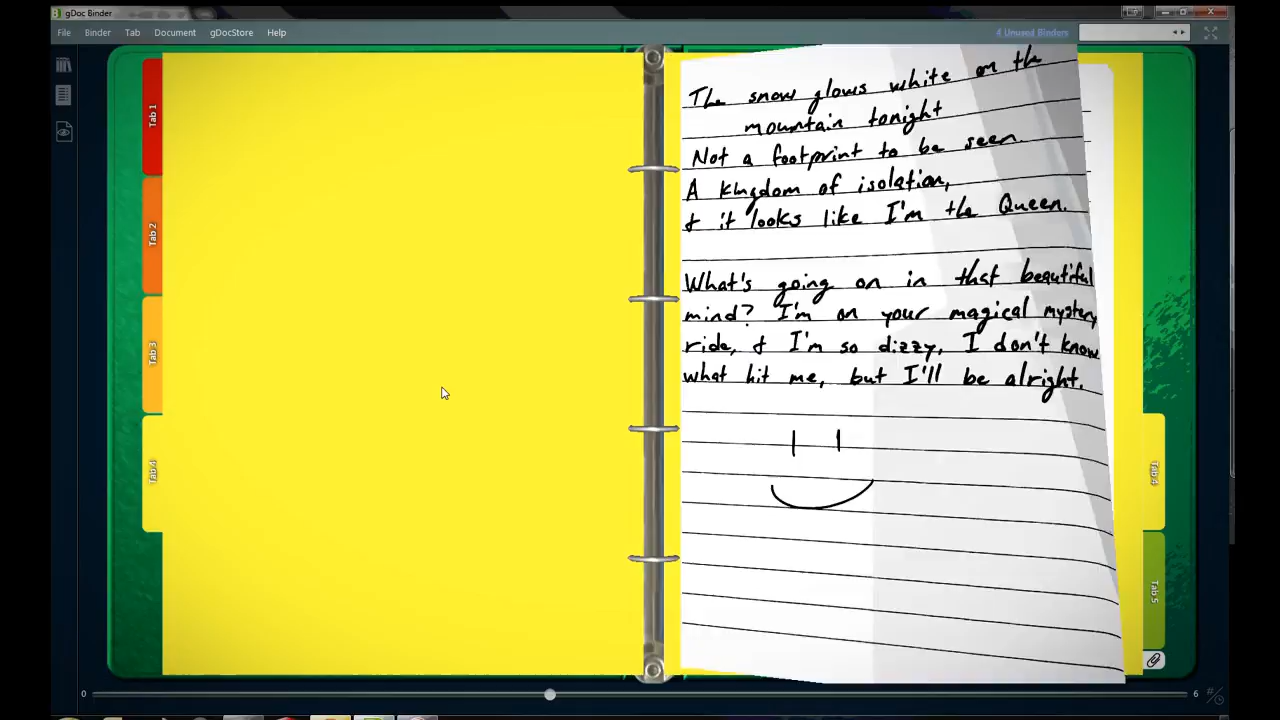 gDoc Binder
File Binder Tab Document gDocStore Help
4 Unused Binders
Tab 1
Tab 2
Tab 3
Tab 4
The snow glows white on the
mountain tonight
Not a footprint to be seen.
A kingdom of isolation,
& it looks like I'm the Queen.
What's going on in that beautiful
mind? I'm on your magical mystery
ride, & I'm so dizzy, I don't know
what hit me, but I'll be alright.
Tab 4
Tab 5
0
6